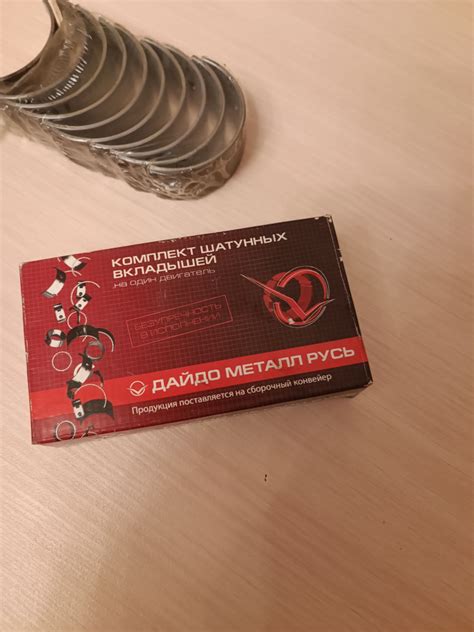 КОМПЛЕКТ ШАТУННЫХ
ВКЛАДЫШЕЙ
на один двигатель
БЕЗУПРЕЧНОСТЬ
В ИСПОЛНЕНИИ
ДАЙДО МЕТАЛЛ РУСЬ
Продукция поставляется на сборочный конвейер